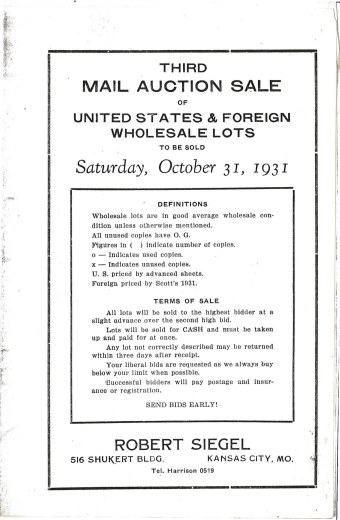 THIRD
MAIL AUCTION SALE
OF
UNITED STATES & FOREIGN
WHOLESALE LOTS
TO BE SOLD
Saturday, October 31, 1931
DEFINITIONS
Wholesale lots are in good average wholesale con-
dition unless otherwise mentioned.
All unused copies have O. G.
Figures in ( ) indicate number of copies.
o — Indicates used copies.
x — Indicates unused copies.
U. S. priced by advanced sheets.
Foreign priced by Scott's 1931.
TERMS OF SALE
All lots will be sold to the highest bidder at a
slight advance over the second high bid.
Lots will be sold for CASH and must be taken
up and paid for at once.
Any lot not correctly described may be returned
within three days after receipt.
Your liberal bids are requested as we always buy
below your limit when possible.
Successful bidders will pay postage and insur-
ance or registration.
SEND BIDS EARLY!
ROBERT SIEGEL
516 SHUKERT BLDG. KANSAS CITY, MO.
Tel. Harrison 0519